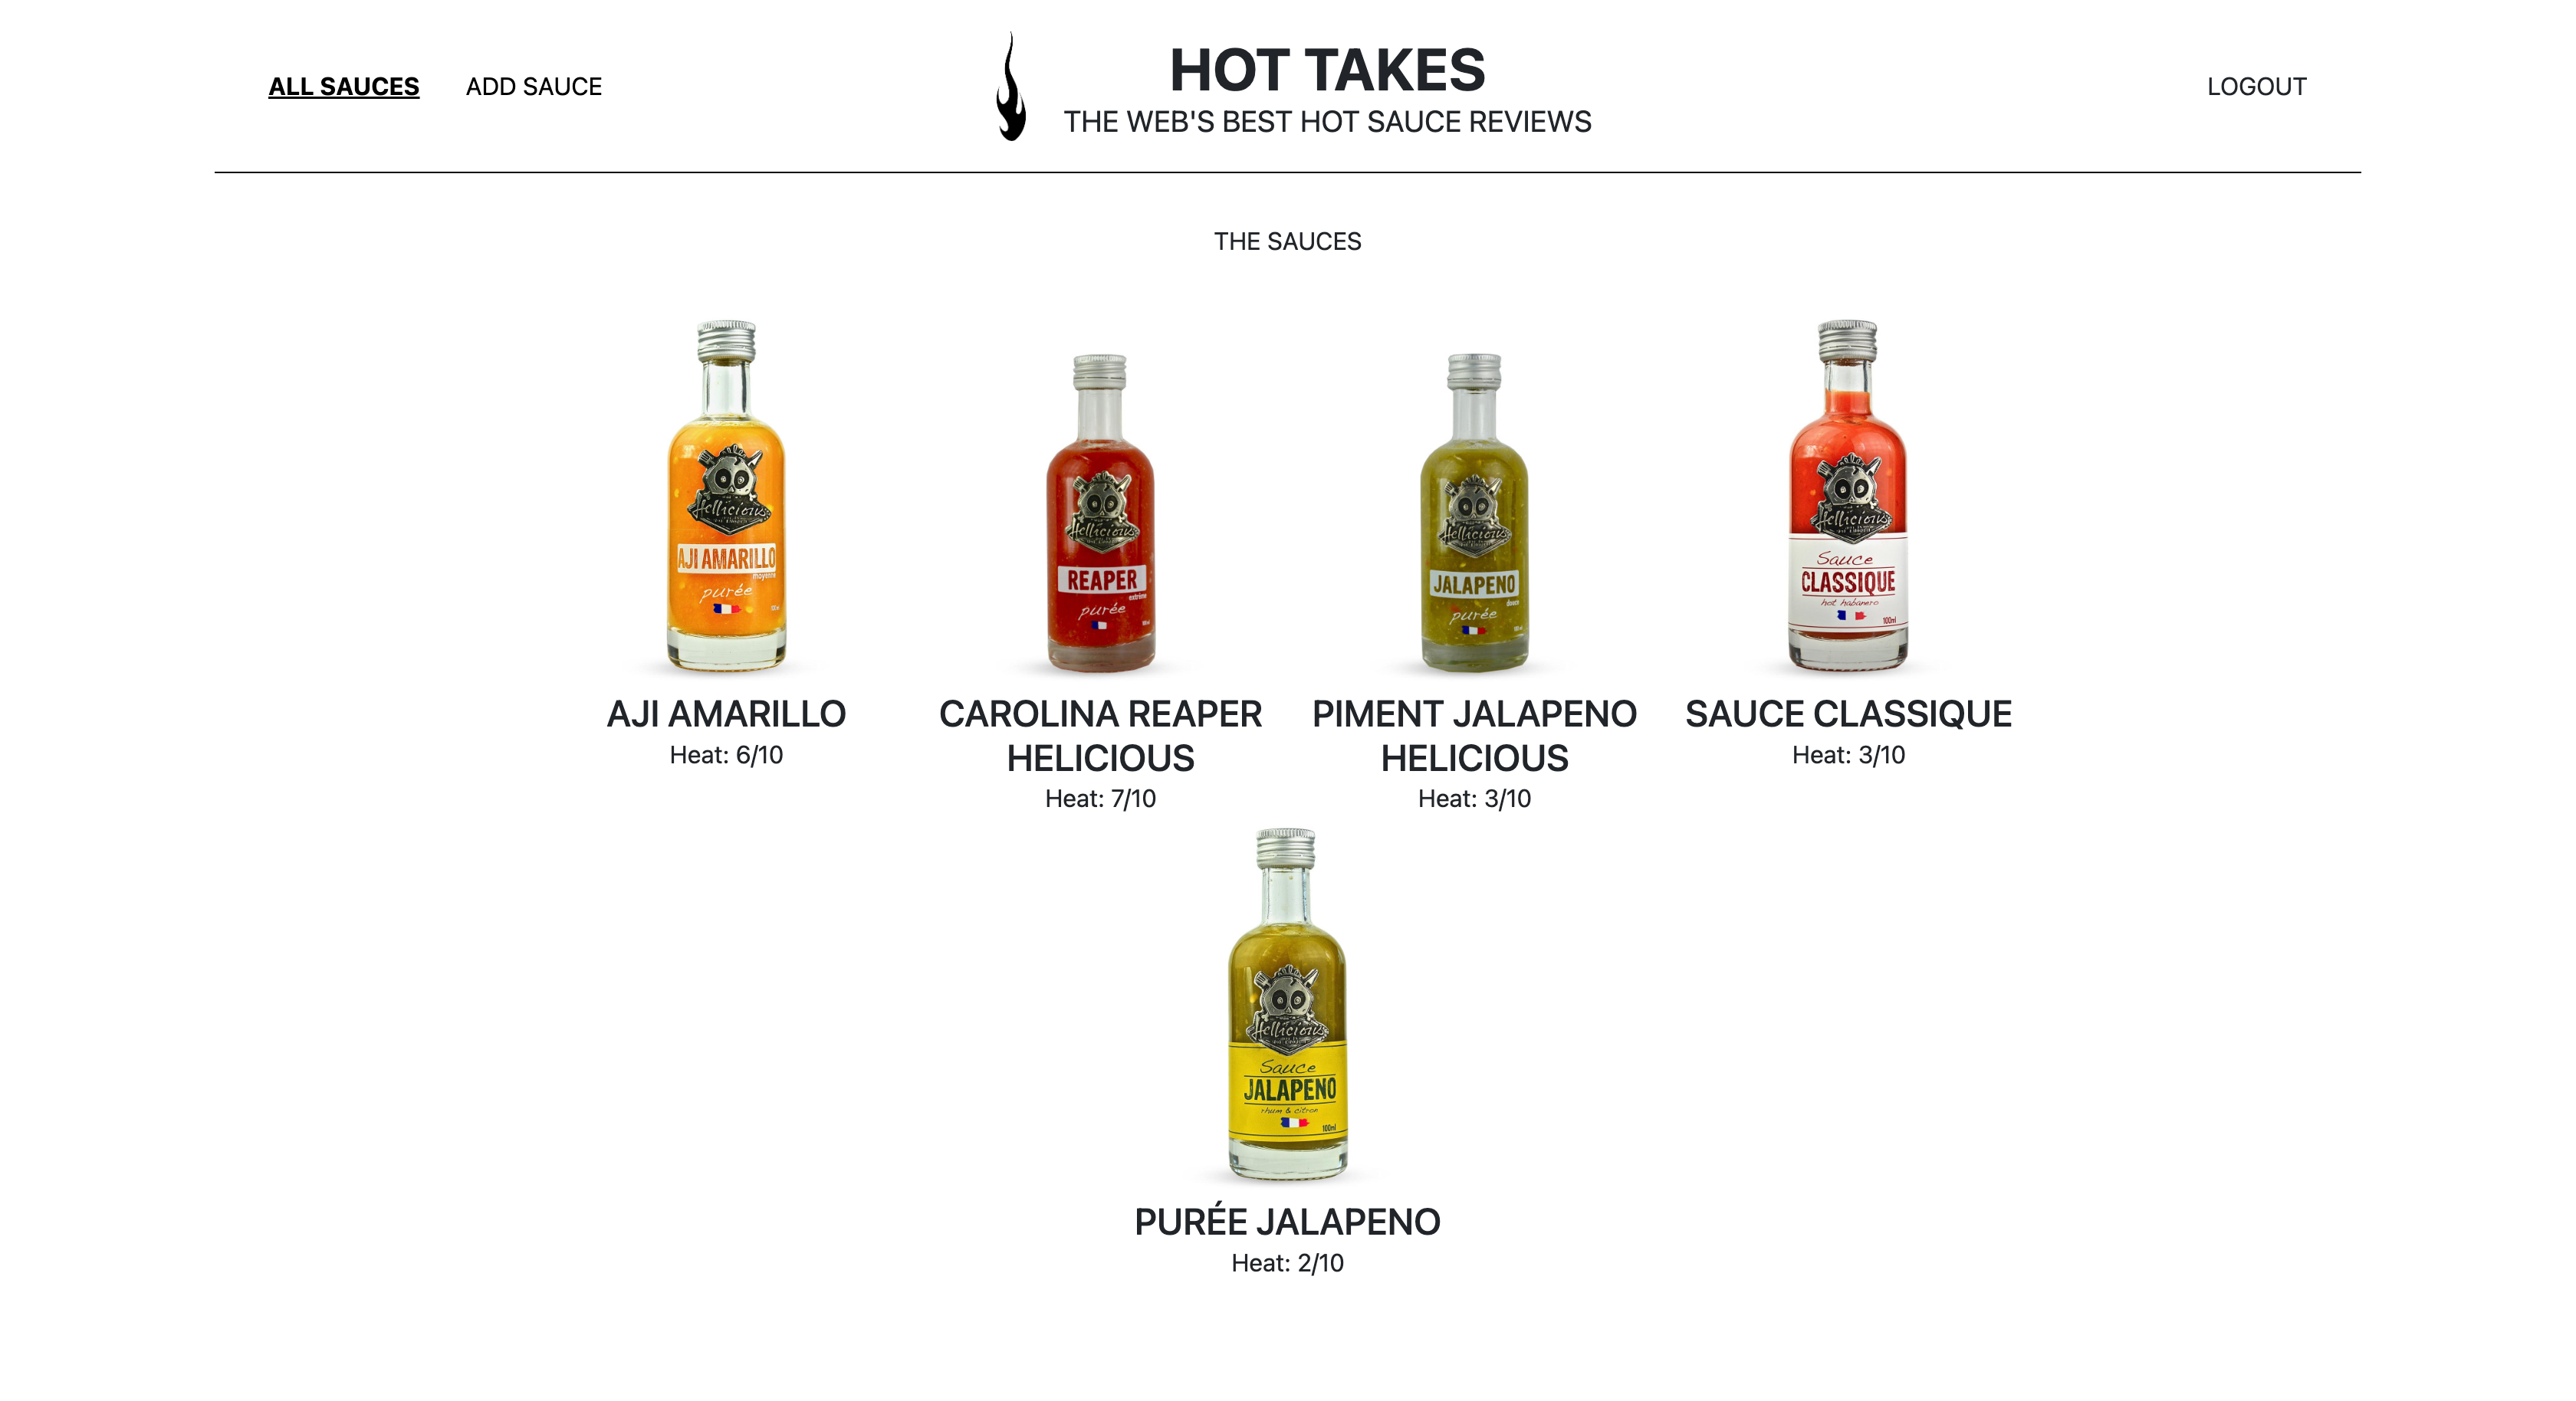 ALL SAUCES
ADD SAUCE
HOT TAKES
THE WEB'S BEST HOT SAUCE REVIEWS
LOGOUT
THE SAUCES
Hellicious
AJI AMARILLO
moyenne
purée
AJI AMARILLO
Heat: 6/10
Hellicious
REAPER
extrême
purée
CAROLINA REAPER
HELICIOUS
Heat: 7/10
Hellicious
JALAPENO
douce
purée
PIMENT JALAPENO
HELICIOUS
Heat: 3/10
Hellicious
Sauce
CLASSIQUE
hot habanero
100ml
SAUCE CLASSIQUE
Heat: 3/10
Hellicious
Sauce
JALAPENO
rhum & citron
100ml
PURÉE JALAPENO
Heat: 2/10